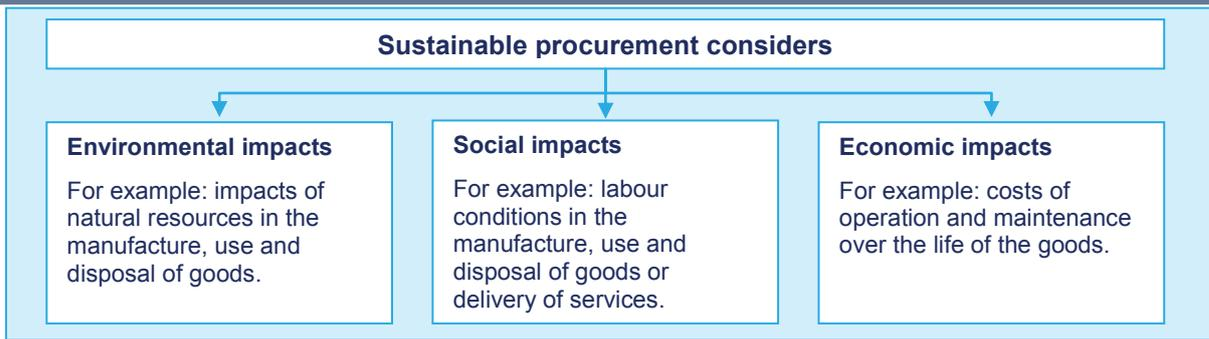 Sustainable procurement considers
Environmental impacts
For example: impacts of
natural resources in the
manufacture, use and
disposal of goods.
Social impacts
For example: labour
conditions in the
manufacture, use and
disposal of goods or
delivery of services.
Economic impacts
For example: costs of
operation and maintenance
over the life of the goods.